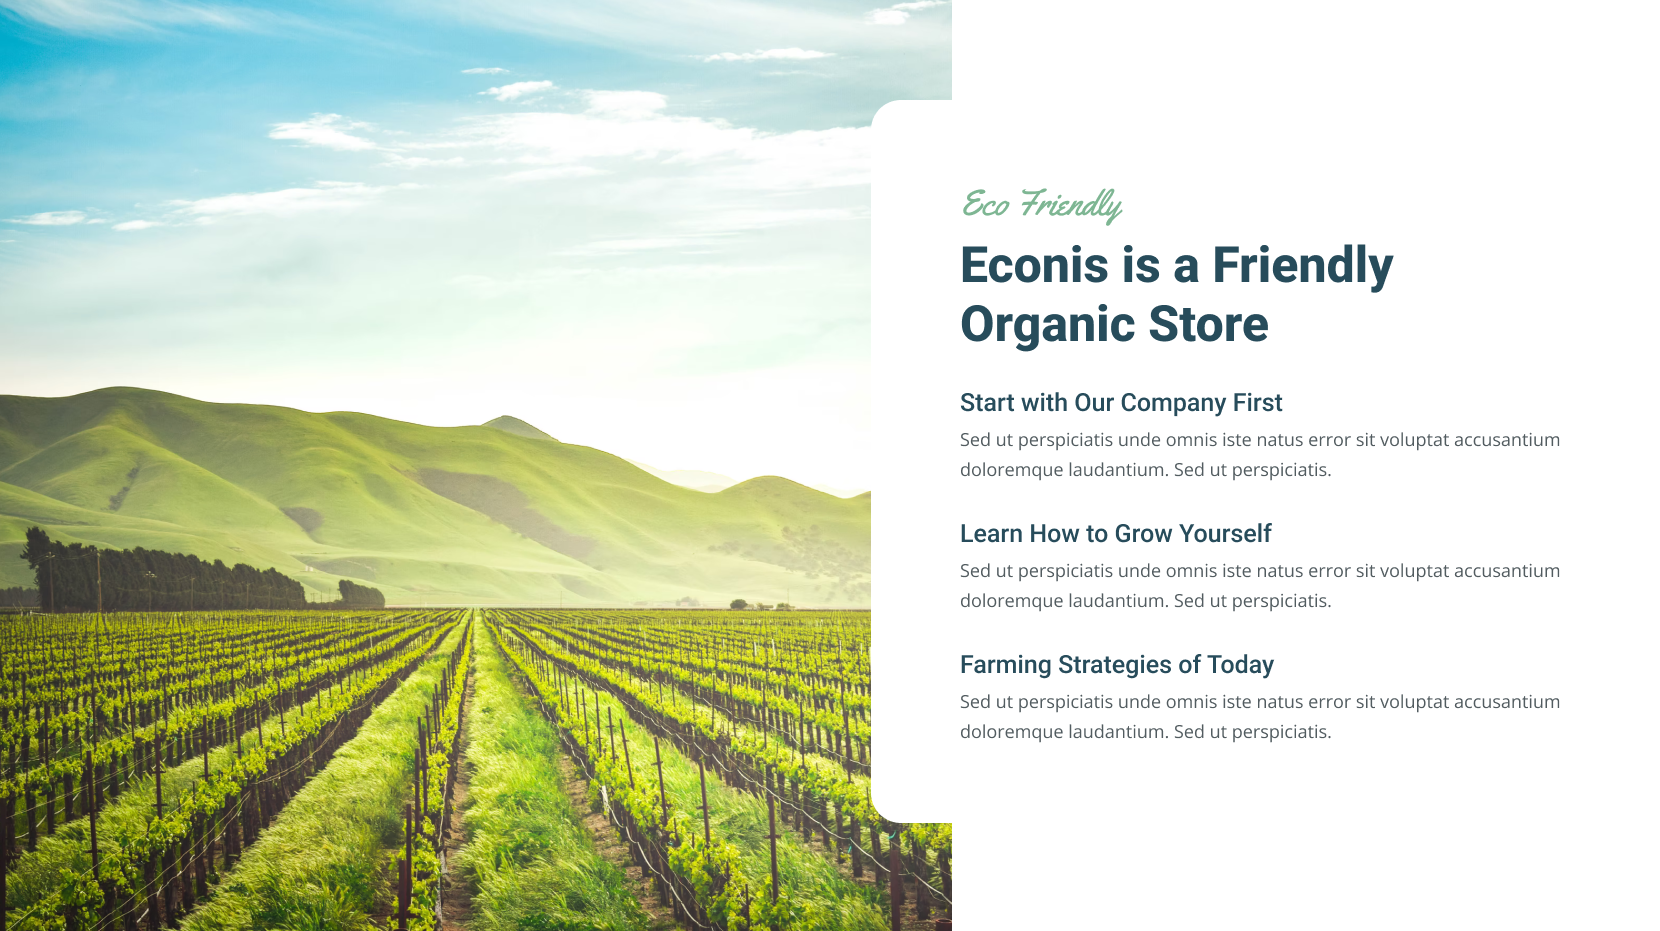 Eco Friendly
Econis is a Friendly
Organic Store
Start with Our Company First
Sed ut perspiciatis unde omnis iste natus error sit voluptat accusantium
doloremque laudantium. Sed ut perspiciatis.
Learn How to Grow Yourself
Sed ut perspiciatis unde omnis iste natus error sit voluptat accusantium
doloremque laudantium. Sed ut perspiciatis.
Farming Strategies of Today
Sed ut perspiciatis unde omnis iste natus error sit voluptat accusantium
doloremque laudantium. Sed ut perspiciatis.